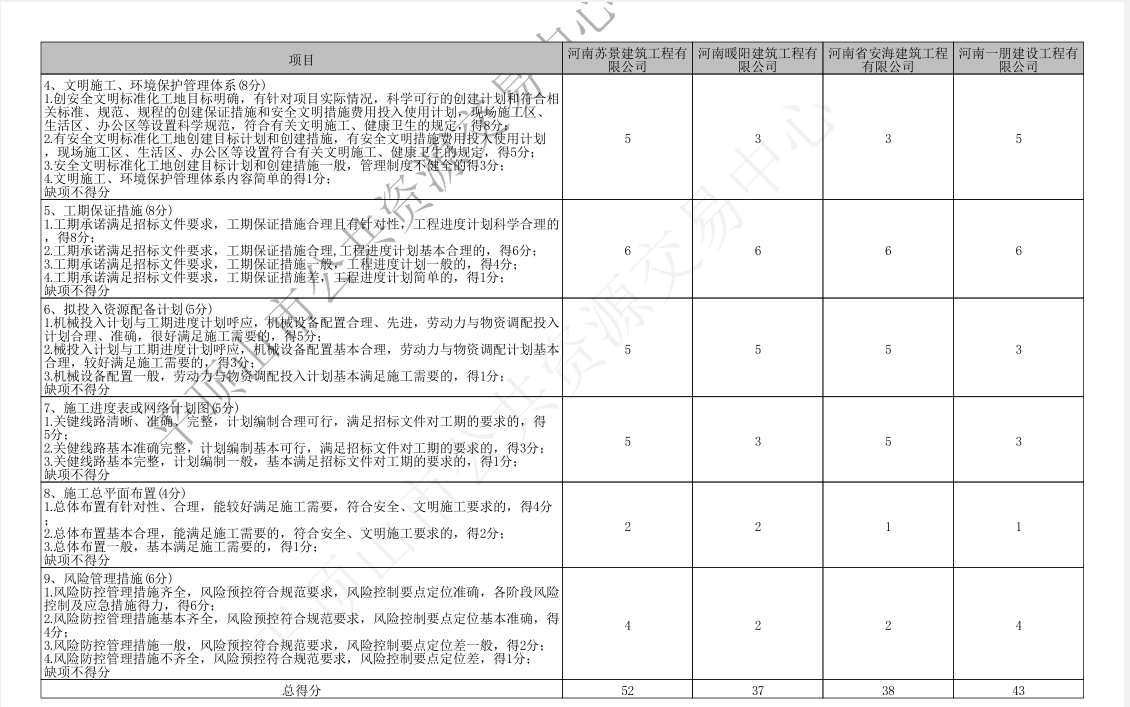 项目
河南苏景建筑工程有
限公司
河南暖阳建筑工程有
限公司
河南省安海建筑工程
有限公司
河南一朋建设工程有
限公司
4、文明施工、环境保护管理体系(8分)
1.创安全文明标准化工地目标明确，有针对项目实际情况，科学可行的创建计划和符合相
关标准、规范、规程的创建保证措施和安全文明措施费用投入使用计划，现场施工区、
生活区、办公区等设置科学规范，符合有关文明施工、健康卫生的规定，得8分；
2.有安全文明标准化工地创建目标计划和创建措施，有安全文明措施费用投入使用计划
，现场施工区、生活区、办公区等设置符合有关文明施工、健康卫生的规定，得5分；
3.安全文明标准化工地创建目标计划和创建措施一般，管理制度不健全的得3分；
4.文明施工、环境保护管理体系内容简单的得1分；
缺项不得分
5
3
3
5
5、工期保证措施(8分)
1.工期承诺满足招标文件要求，工期保证措施合理且有针对性，工程进度计划科学合理的
，得8分；
2.工期承诺满足招标文件要求，工期保证措施合理,工程进度计划基本合理的，得6分；
3.工期承诺满足招标文件要求，工期保证措施一般，工程进度计划一般的，得4分；
4.工期承诺满足招标文件要求，工期保证措施差，工程进度计划简单的，得1分；
缺项不得分
6
6
6
6
6、拟投入资源配备计划(5分)
1.机械投入计划与工期进度计划呼应，机械设备配置合理、先进，劳动力与物资调配投入
计划合理、准确，很好满足施工需要的，得5分；
2.械投入计划与工期进度计划呼应，机械设备配置基本合理，劳动力与物资调配计划基本
合理，较好满足施工需要的，得3分；
3.机械设备配置一般，劳动力与物资调配投入计划基本满足施工需要的，得1分；
缺项不得分
5
5
5
3
7、施工进度表或网络计划图(5分)
1.关键线路清晰、准确、完整，计划编制合理可行，满足招标文件对工期的要求的，得
5分；
2.关健线路基本准确完整，计划编制基本可行，满足招标文件对工期的要求的，得3分；
3.关健线路基本完整，计划编制一般，基本满足招标文件对工期的要求的，得1分；
缺项不得分
5
3
5
3
8、施工总平面布置(4分)
1.总体布置有针对性、合理，能较好满足施工需要，符合安全、文明施工要求的，得4分
；
2.总体布置基本合理，能满足施工需要的，符合安全、文明施工要求的，得2分；
3.总体布置一般，基本满足施工需要的，得1分；
缺项不得分
2
2
1
1
9、风险管理措施(6分)
1.风险防控管理措施齐全，风险预控符合规范要求，风险控制要点定位准确，各阶段风险
控制及应急措施得力，得6分；
2.风险防控管理措施基本齐全，风险预控符合规范要求，风险控制要点定位基本准确，得
4分；
3.风险防控管理措施一般，风险预控符合规范要求，风险控制要点定位差一般，得2分；
4.风险防控管理措施不齐全，风险预控符合规范要求，风险控制要点定位差，得1分；
缺项不得分
4
2
2
4
总得分
52
37
38
43
平顶山市公共资源交易中心
平顶山市公共资源交易中心